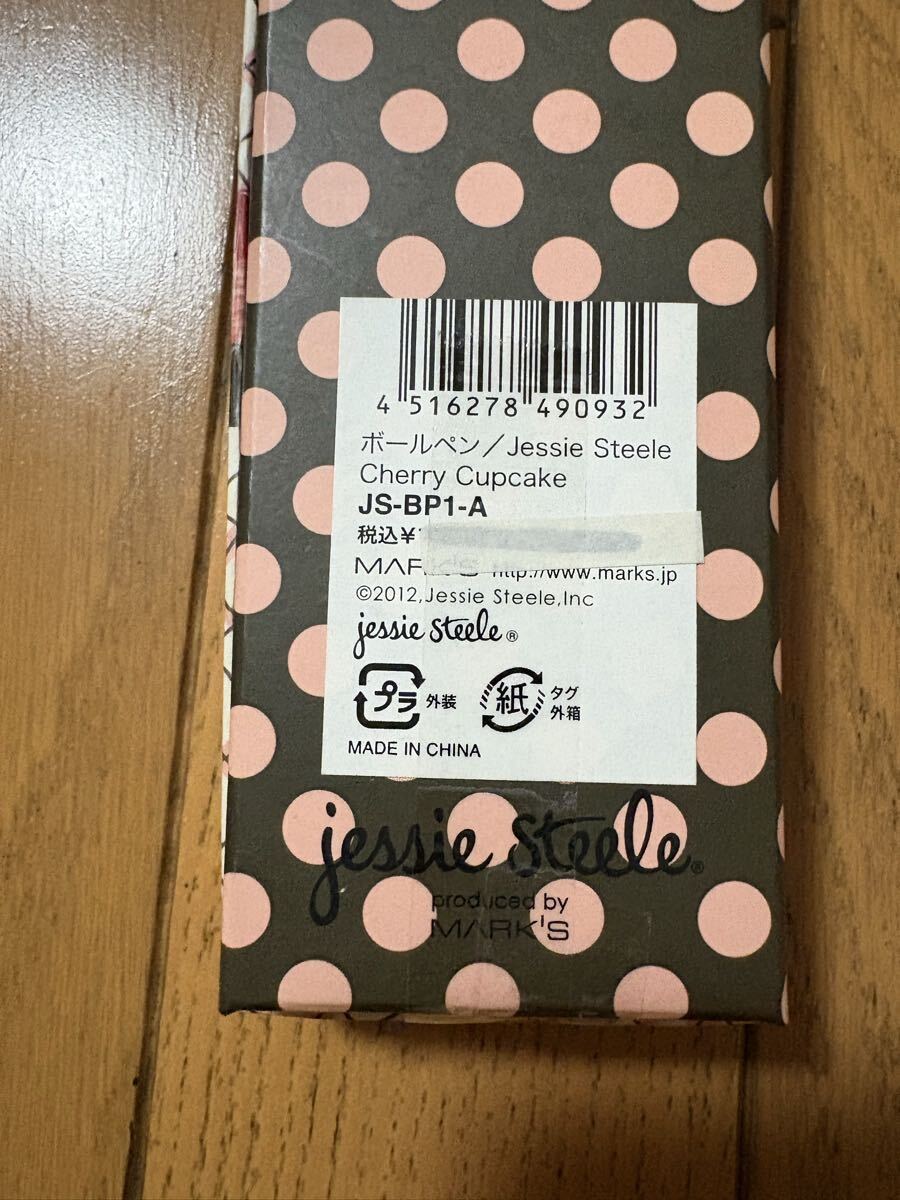 4 516278 490932
ボールペン／Jessie Steele
Cherry Cupcake
JS-BP1-A
税込¥
MARK'S http://www.marks.jp
©2012,Jessie Steele,Inc
jessie steele®
プラ 外装
紙 タグ 外箱
MADE IN CHINA
jessie steele®
produced by
MARK'S